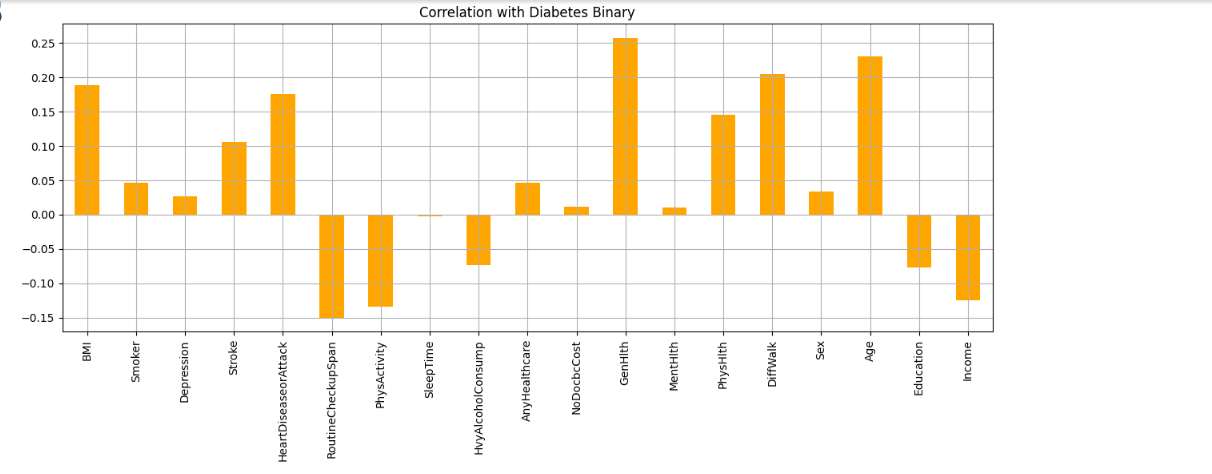 Correlation with Diabetes Binary
0.25
0.20
0.15
0.10
0.05
0.00
−0.05
−0.10
−0.15
BMI
Smoker
Depression
Stroke
HeartDiseaseorAttack
RoutineCheckupSpan
PhysActivity
SleepTime
HvyAlcoholConsump
AnyHealthcare
NoDocbcCost
GenHlth
MentHlth
PhysHlth
DiffWalk
Sex
Age
Education
Income